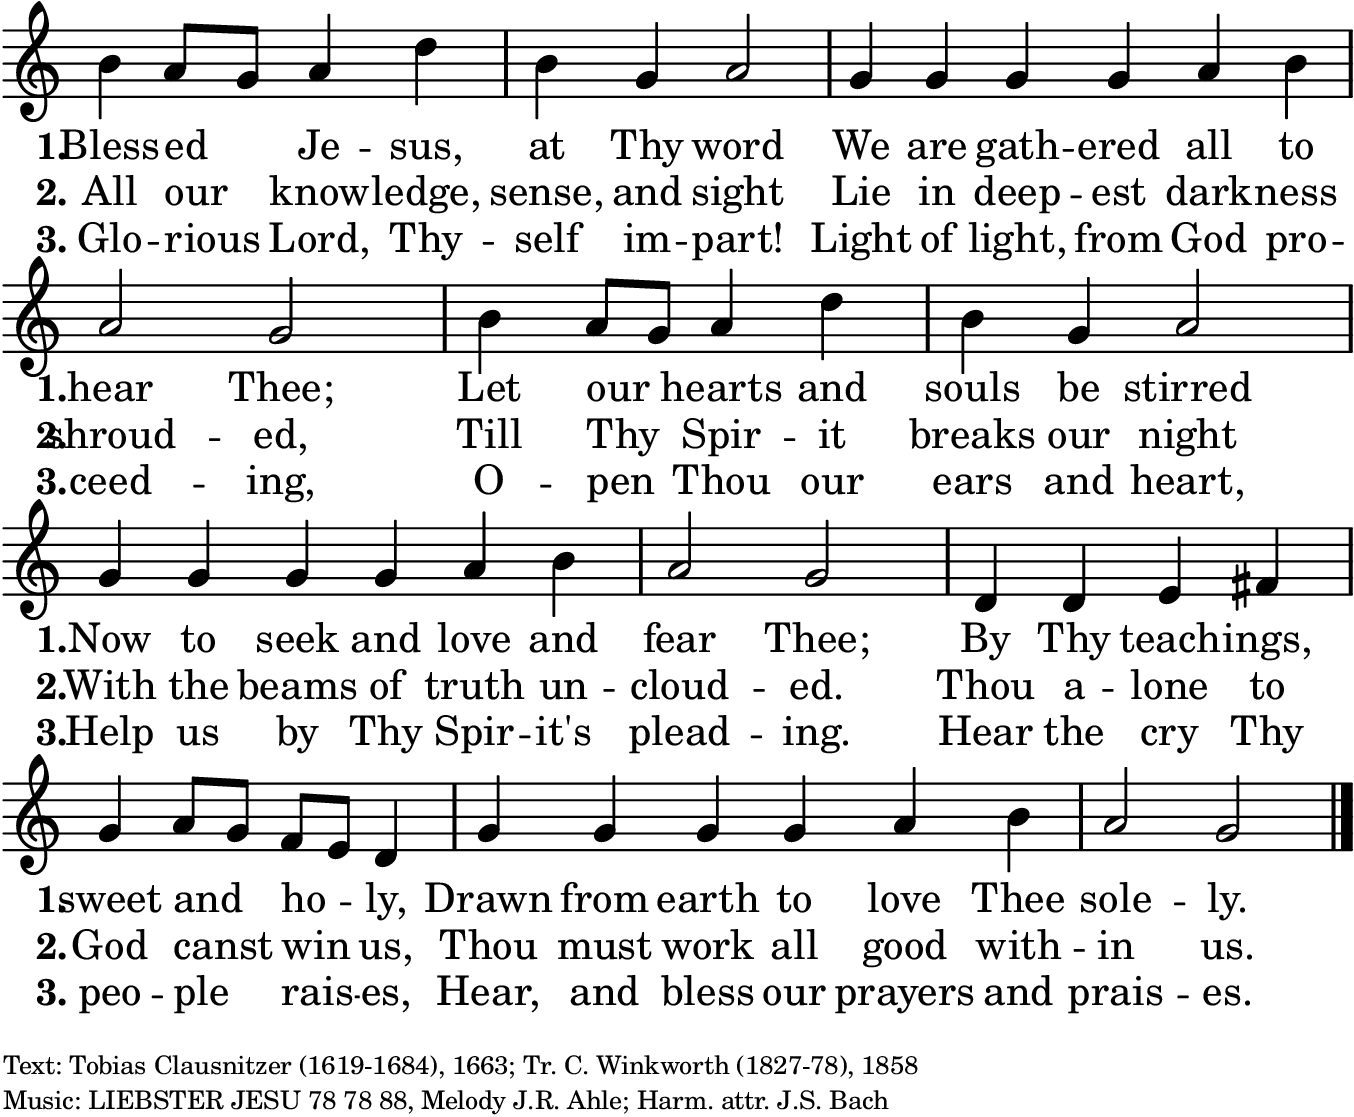 1. Blessed Je - sus, at Thy word We are gath - ered all to
2. All our knowledge, sense, and sight Lie in deep - est darkness
3. Glo - rious Lord, Thy - self im - part! Light of light, from God pro -
1. hear Thee; Let our hearts and souls be stirred
2. shroud - ed, Till Thy Spir - it breaks our night
3. ceed - ing, O - pen Thou our ears and heart,
1. Now to seek and love and fear Thee; By Thy teachings,
2. With the beams of truth un - cloud - ed. Thou a - lone to
3. Help us by Thy Spir - it's plead - ing. Hear the cry Thy
1. sweet and ho - ly, Drawn from earth to love Thee sole - ly.
2. God canst win us, Thou must work all good with - in us.
3. peo - ple rais - es, Hear, and bless our prayers and prais - es.
Text: Tobias Clausnitzer (1619-1684), 1663; Tr. C. Winkworth (1827-78), 1858
Music: LIEBSTER JESU 78 78 88, Melody J.R. Ahle; Harm. attr. J.S. Bach